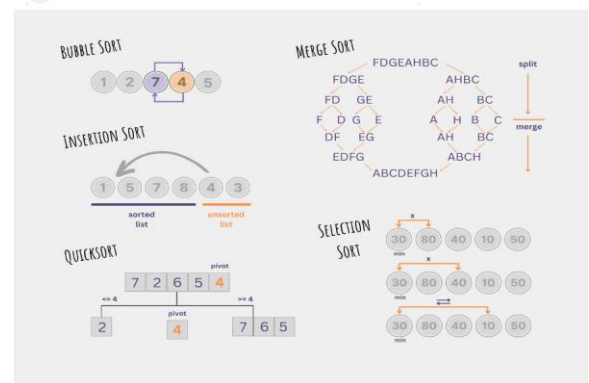 BUBBLE SORT
1 2 7 4 5
INSERTION SORT
1 5 7 8 4 3
sorted list
unsorted list
QUICKSORT
pivot
7 2 6 5 4
<= 4
>= 4
pivot
2
4
7 6 5
MERGE SORT
FDGEAHBC
split
FDGE AHBC
FD GE AH BC
F D G E A H B C
merge
DF EG AH BC
EDFG ABCH
ABCDEFGH
SELECTION
SORT
x
30 80 40 10 50
min
x
30 80 40 10 50
min
30 80 40 10 50
min